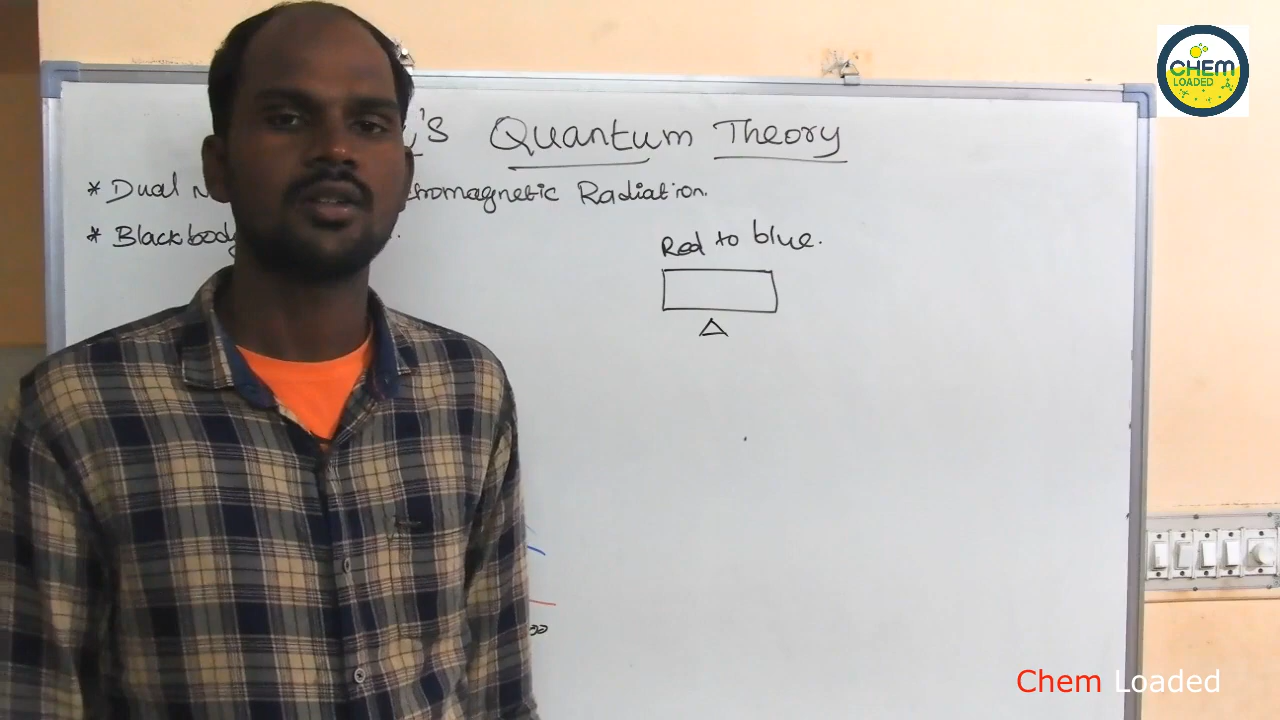 's Quantum Theory
* Dual tromagnetic Radiation.
* Blackbody
Red to blue.
CHEM
LOADED
Chem Loaded